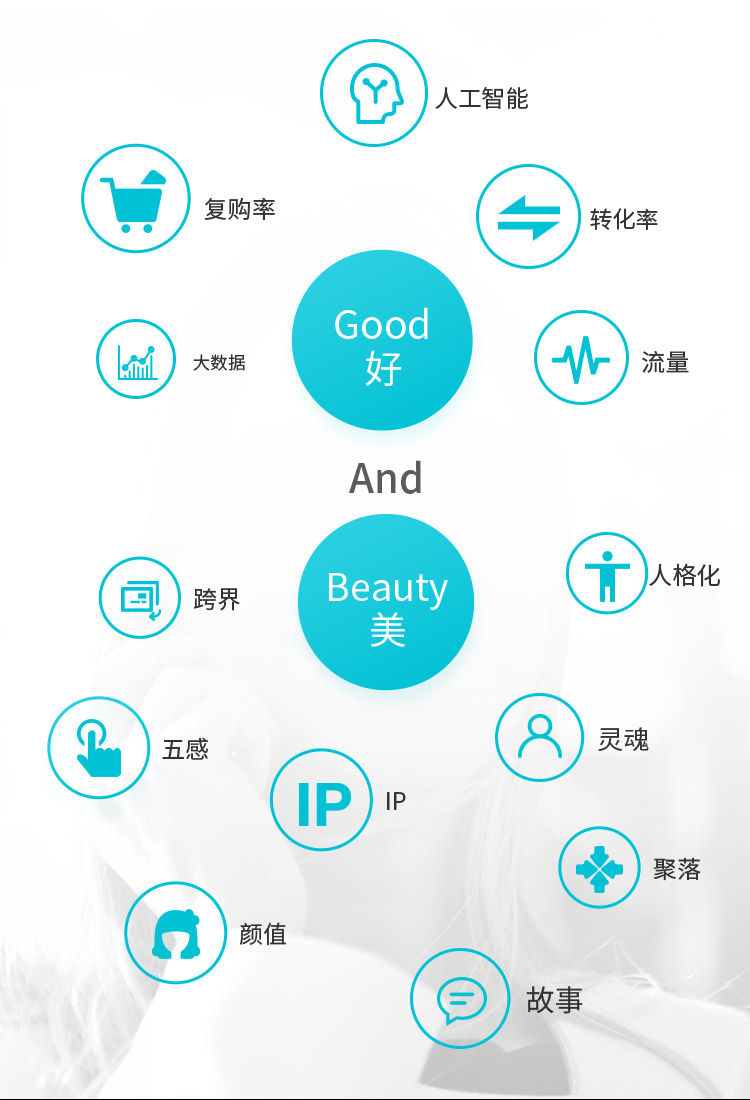 人工智能
复购率
转化率
Good
好
大数据
流量
And
Beauty
美
跨界
人格化
五感
灵魂
IP
IP
聚落
颜值
故事